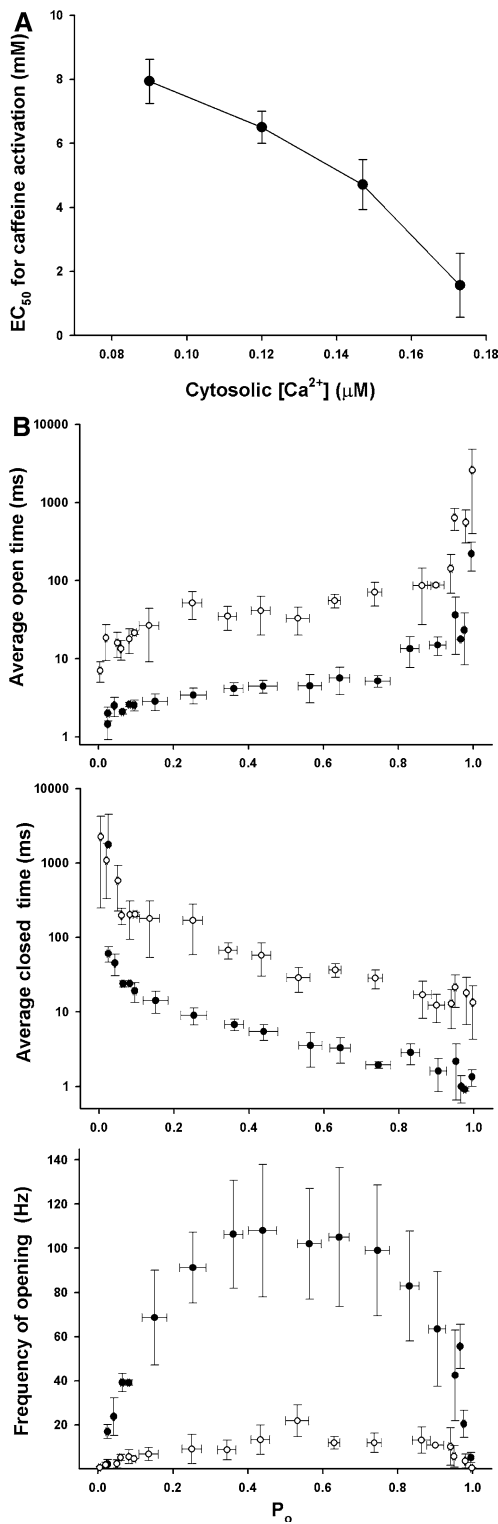 A
EC50 for caffeine activation (mM)
10
8
6
4
2
0
0.08 0.10 0.12 0.14 0.16 0.18
Cytosolic [Ca2+] (μM)
B
Average open time (ms)
10000
1000
100
10
1
0.0 0.2 0.4 0.6 0.8 1.0
Average closed time (ms)
10000
1000
100
10
1
0.0 0.2 0.4 0.6 0.8 1.0
Frequency of opening (Hz)
140
120
100
80
60
40
20
0.0 0.2 0.4 0.6 0.8 1.0
Po